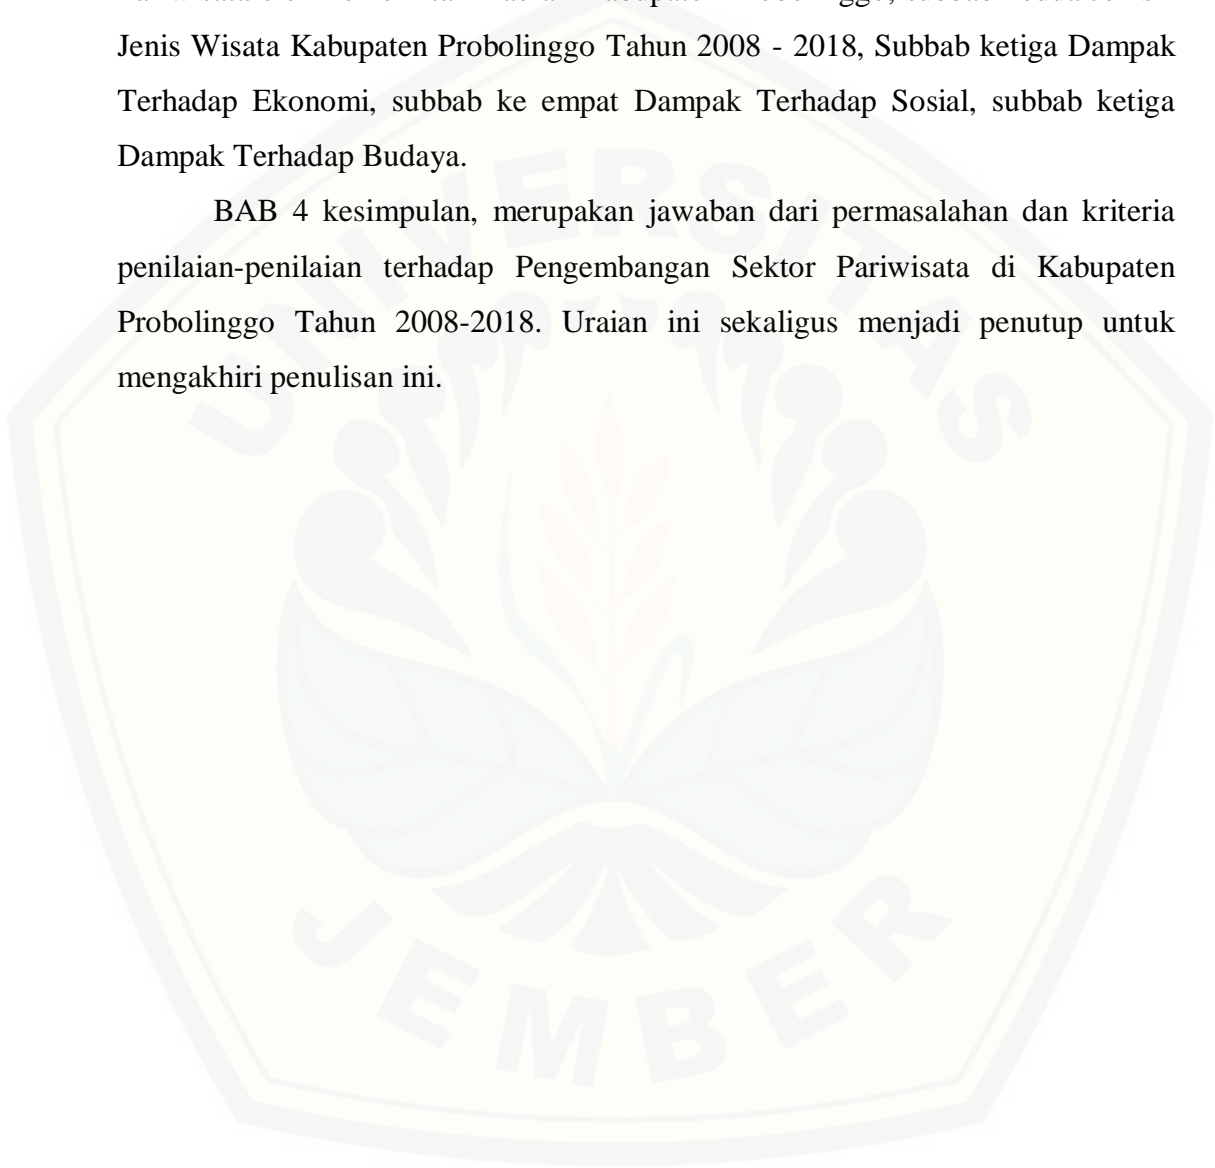 Jenis Wisata Kabupaten Probolinggo Tahun 2008 - 2018, Subbab ketiga Dampak
Terhadap Ekonomi, subbab ke empat Dampak Terhadap Sosial, subbab ketiga
Dampak Terhadap Budaya.
BAB 4 kesimpulan, merupakan jawaban dari permasalahan dan kriteria
penilaian-penilaian terhadap Pengembangan Sektor Pariwisata di Kabupaten
Probolinggo Tahun 2008-2018. Uraian ini sekaligus menjadi penutup untuk
mengakhiri penulisan ini.
UNIVERSITAS
JEMBER